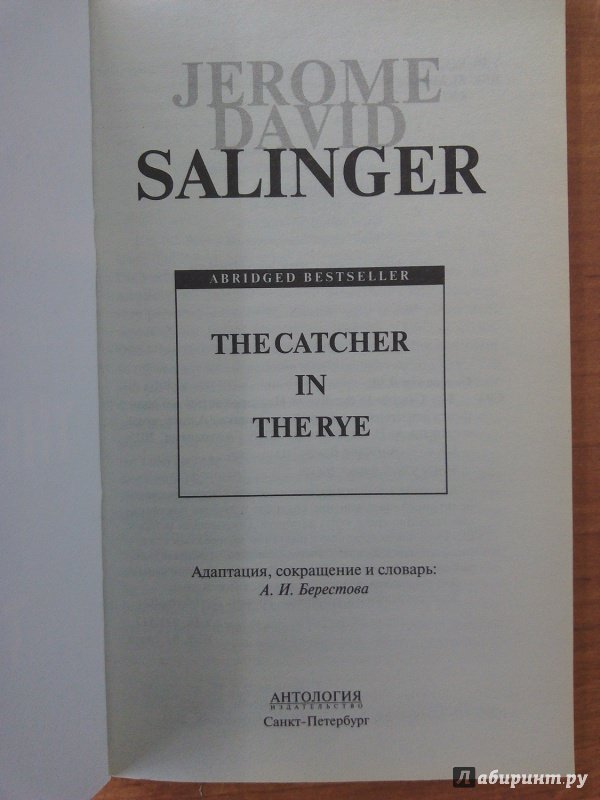 JEROME
DAVID
SALINGER
ABRIDGED BESTSELLER
THE CATCHER
IN
THE RYE
Адаптация, сокращение и словарь:
А. И. Берестова
АНТОЛОГИЯ
ИЗДАТЕЛЬСТВО
Санкт-Петербург
Лабиринт.ру